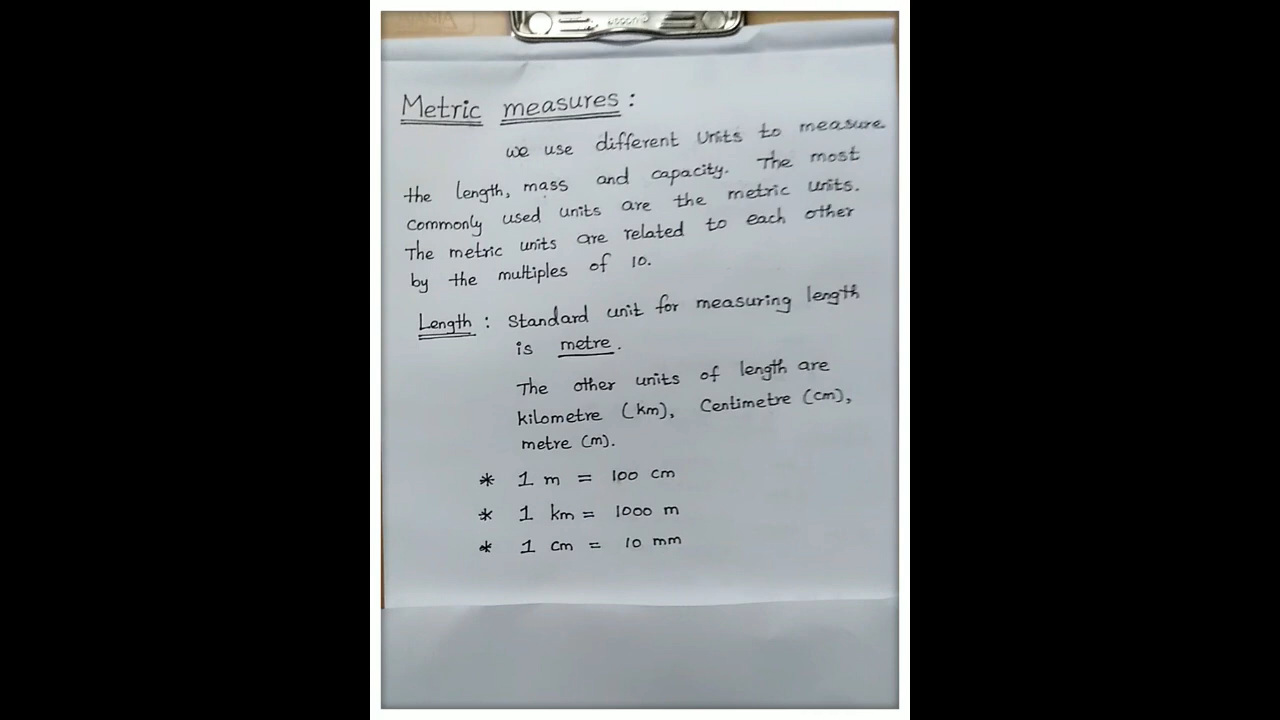 Metric measures :
we use different units to measure
the length, mass and capacity. The most
commonly used units are the metric units.
The metric units are related to each other
by the multiples of 10.
Length : Standard unit for measuring length
is metre.
The other units of length are
kilometre (km), Centimetre (cm),
metre (m).
* 1 m = 100 cm
* 1 km = 1000 m
* 1 cm = 10 mm